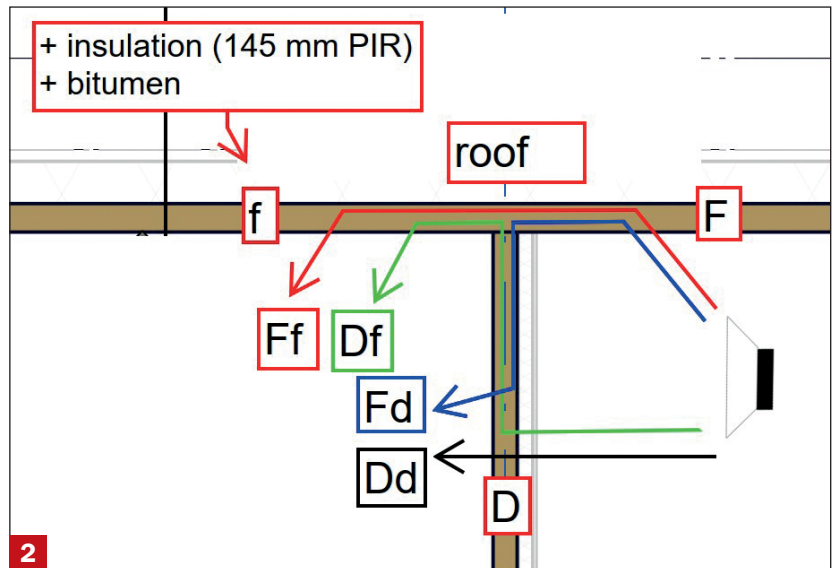 + insulation (145 mm PIR)
+ bitumen
roof
f
F
Ff
Df
Fd
Dd
D
2